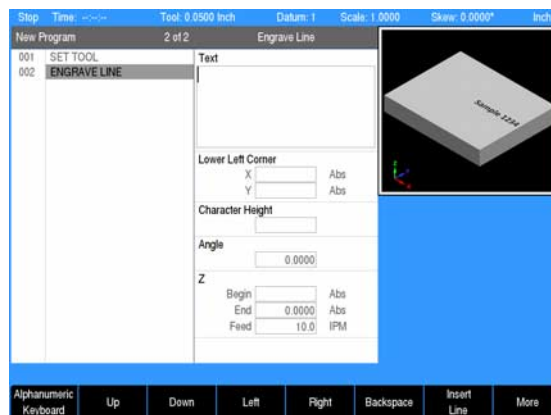 Stop Time: --:--:-- Tool: 0.0500 Inch Datum: 1 Scale: 1.0000 Skew: 0.0000° Inch
New Program 2 of 2 Engrave Line
001 SET TOOL
002 ENGRAVE LINE
Text
Lower Left Corner
X Abs
Y Abs
Character Height
Angle
0.0000
Z
Begin Abs
End 0.0000 Abs
Feed 10.0 IPM
Sample 1234
Alphanumeric Keyboard Up Down Left Right Backspace Insert Line More